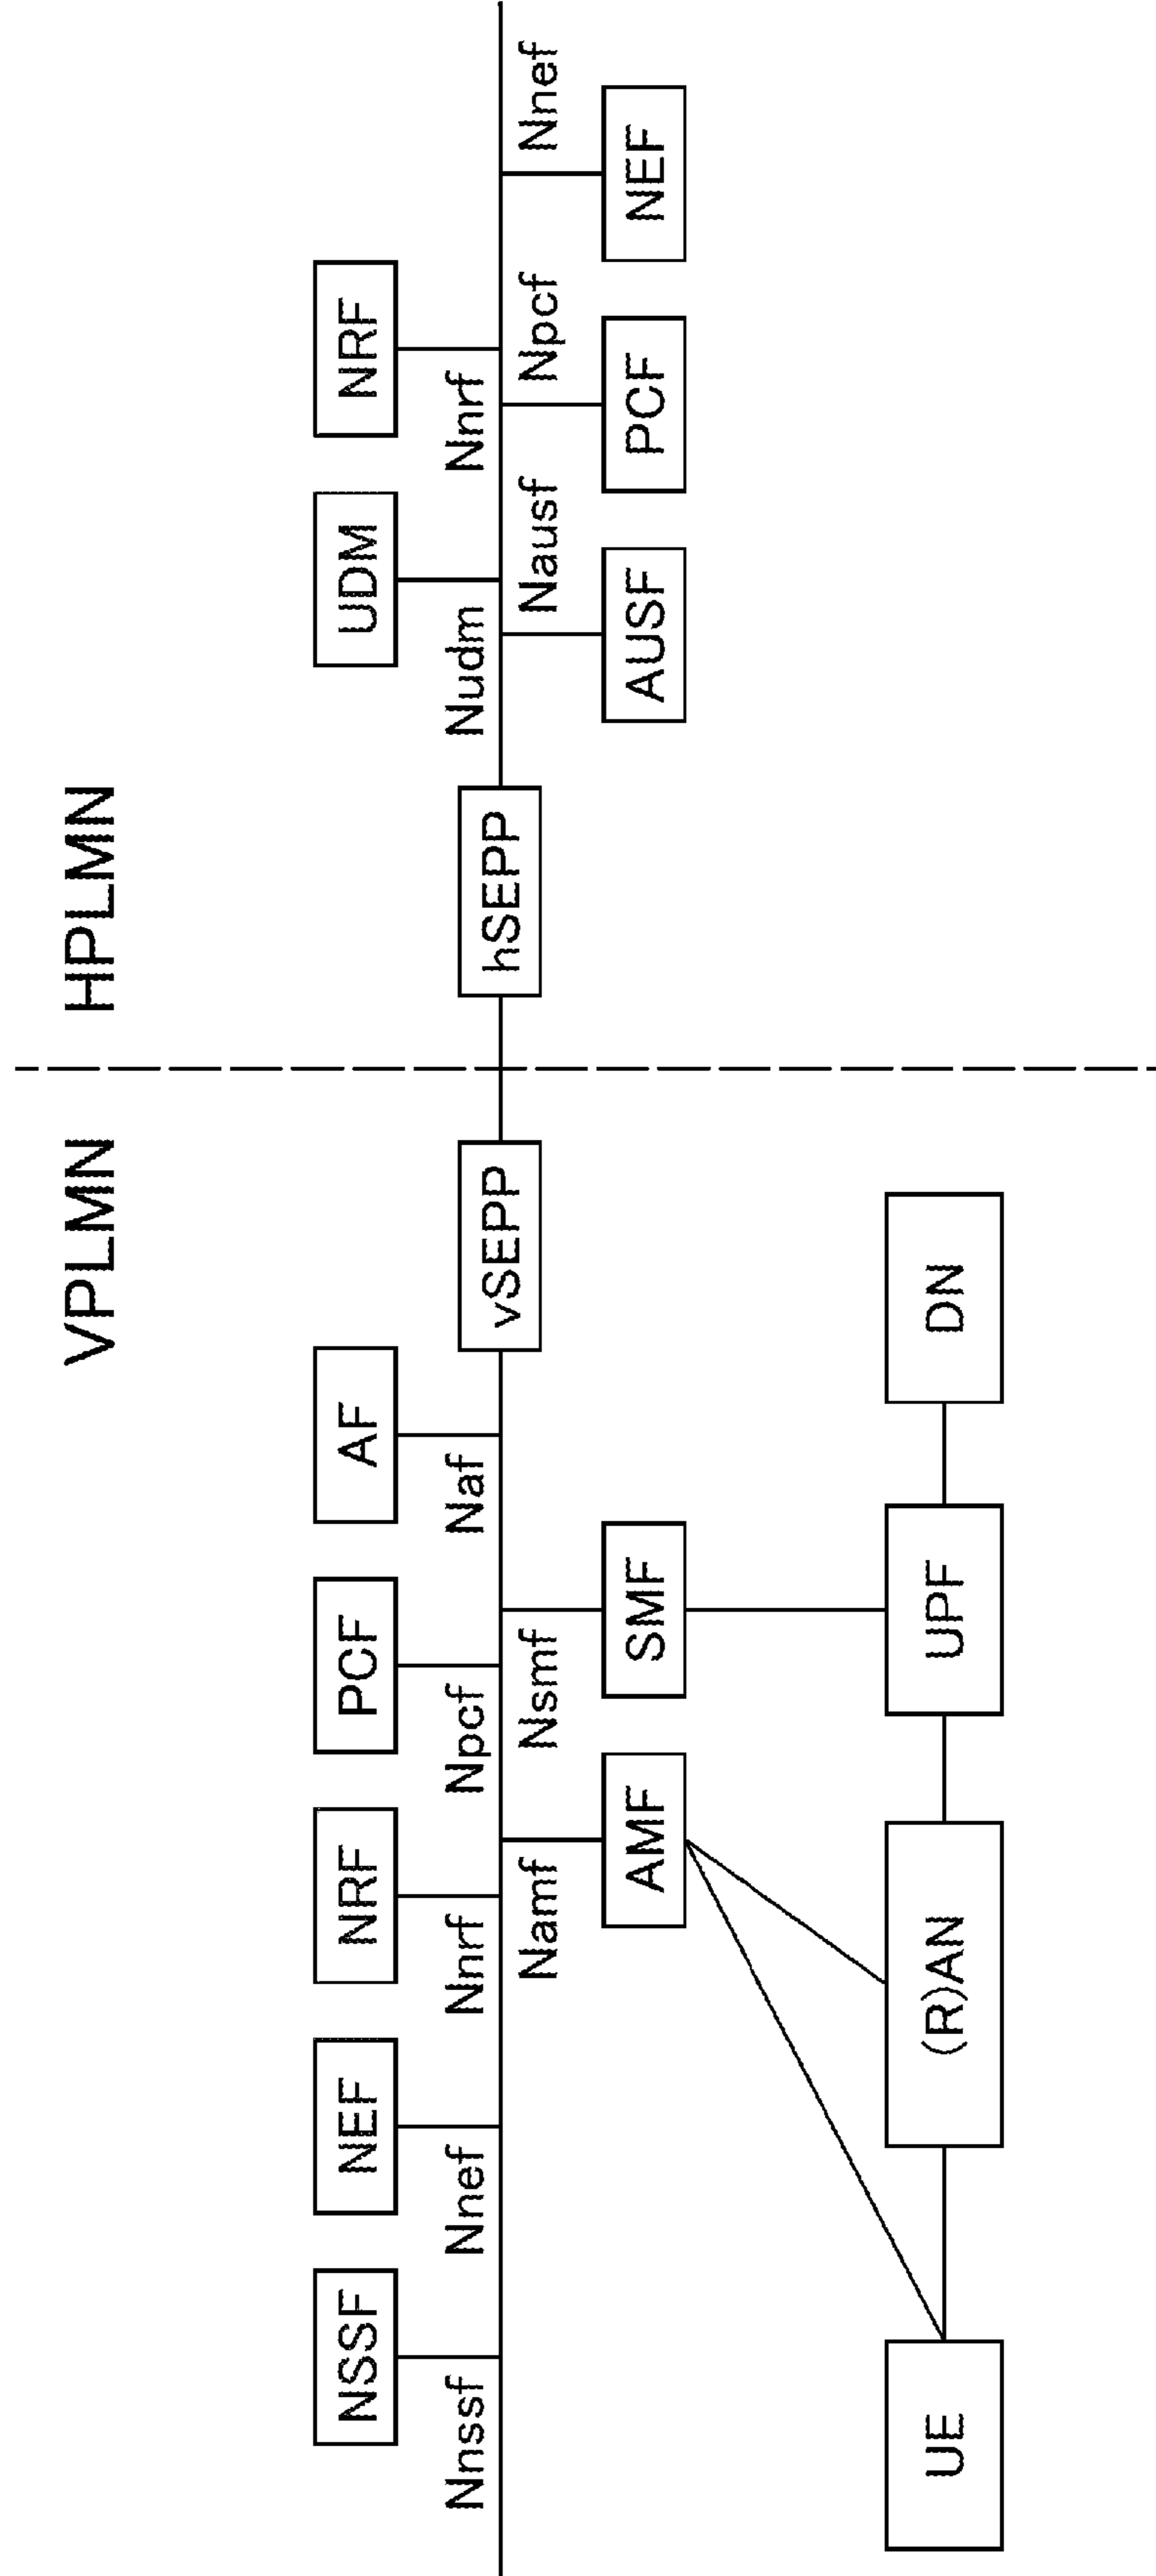 VPLMN
HPLMN
NSSF
NEF
NRF
PCF
AF
UDM
NRF
Nnssf
Nnef
Nnrf
Npcf
Naf
vSEPP
hSEPP
Nudm
Nnrf
Namf
Nsmf
Nausf
Npcf
Nnef
AMF
SMF
AUSF
PCF
NEF
UE
(R)AN
UPF
DN